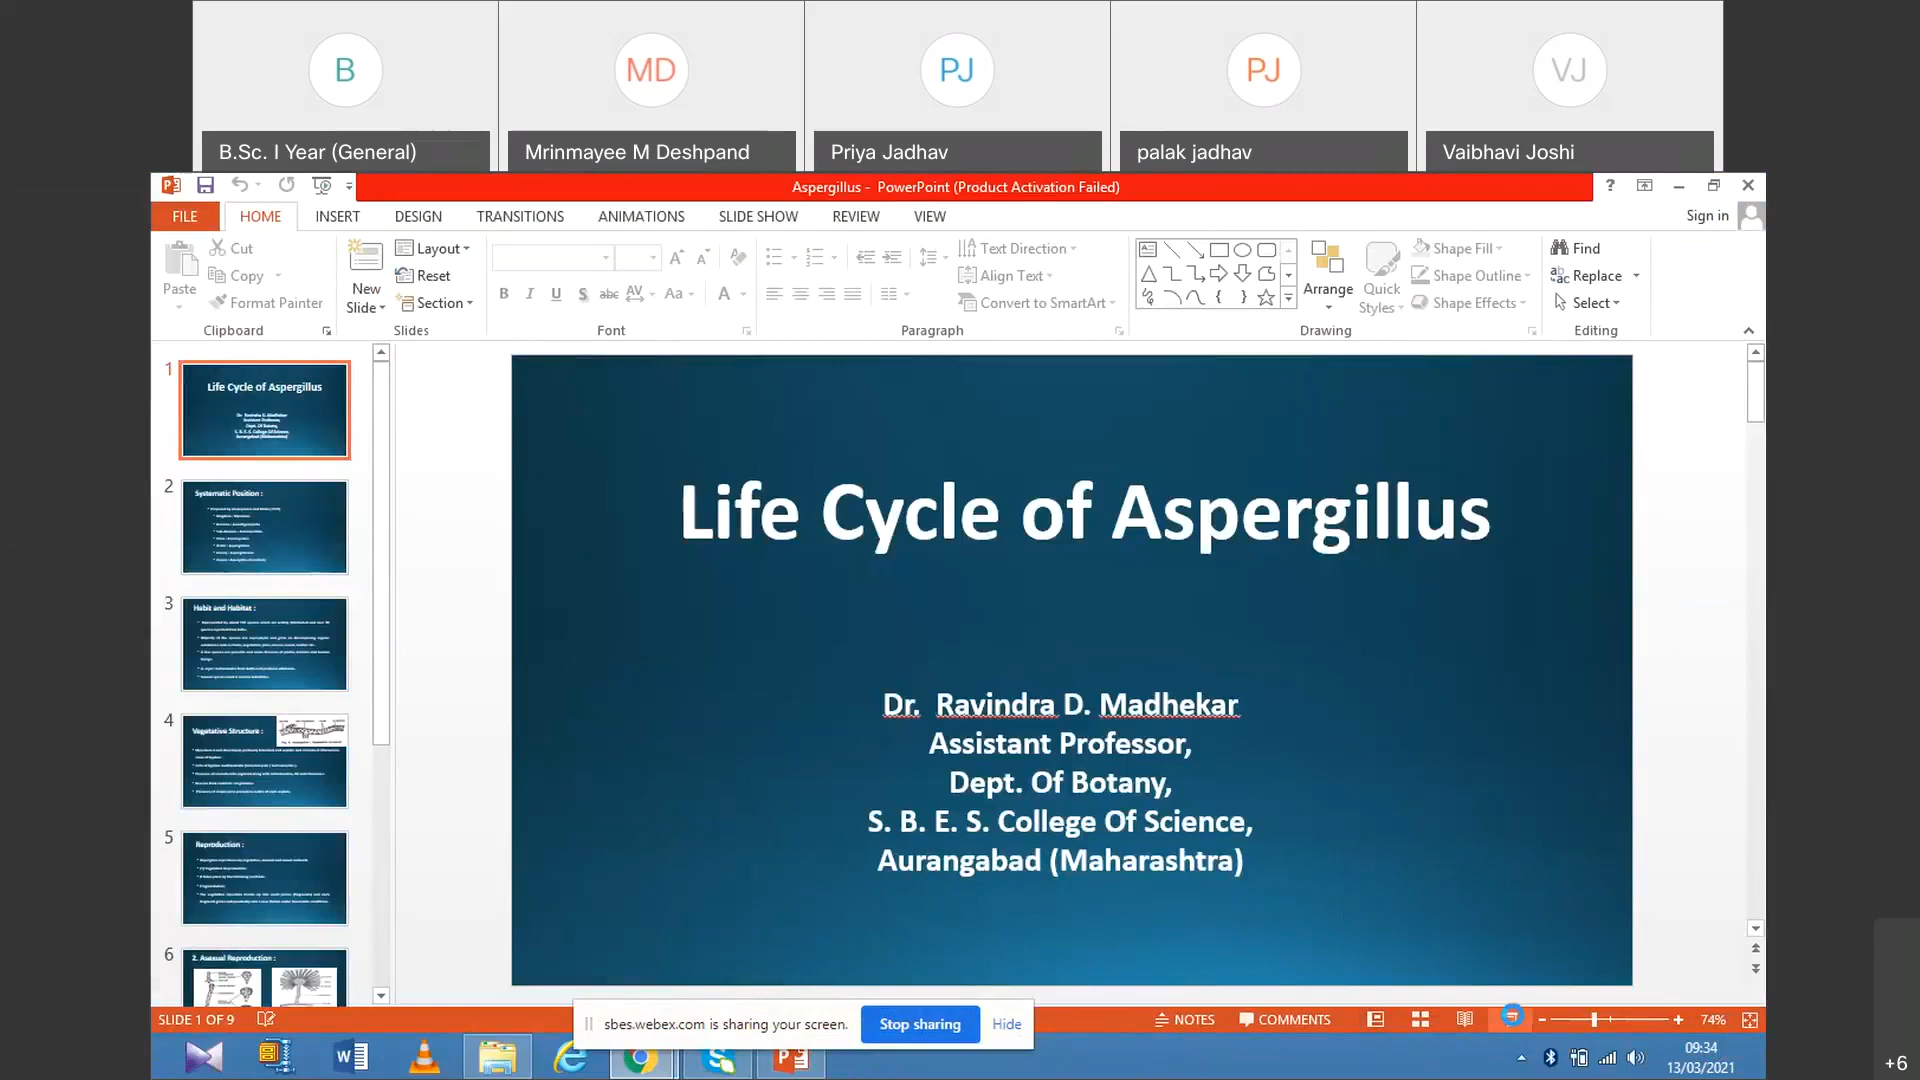 B MD PJ PJ VJ
B.Sc. I Year (General) Mrinmayee M Deshpand Priya Jadhav palak jadhav Vaibhavi Joshi
Aspergillus - PowerPoint (Product Activation Failed)
FILE HOME INSERT DESIGN TRANSITIONS ANIMATIONS SLIDE SHOW REVIEW VIEW Sign in
Paste
Cut
Copy
Format Painter
Clipboard
New Slide
Layout
Reset
Section
Slides
Font
Text Direction
Align Text
Convert to SmartArt
Paragraph
Arrange
Quick Styles
Shape Fill
Shape Outline
Shape Effects
Drawing
Find
Replace
Select
Editing
1
Life Cycle of Aspergillus
2
Systematic Position :
3
Habit and Habitat :
4
Vegetative Structure :
5
Reproduction :
6
2. Asexual Reproduction :
Life Cycle of Aspergillus
Dr. Ravindra D. Madhekar
Assistant Professor,
Dept. Of Botany,
S. B. E. S. College Of Science,
Aurangabad (Maharashtra)
SLIDE 1 OF 9
NOTES COMMENTS 74%
sbes.webex.com is sharing your screen. Stop sharing Hide
09:34
13/03/2021
+6